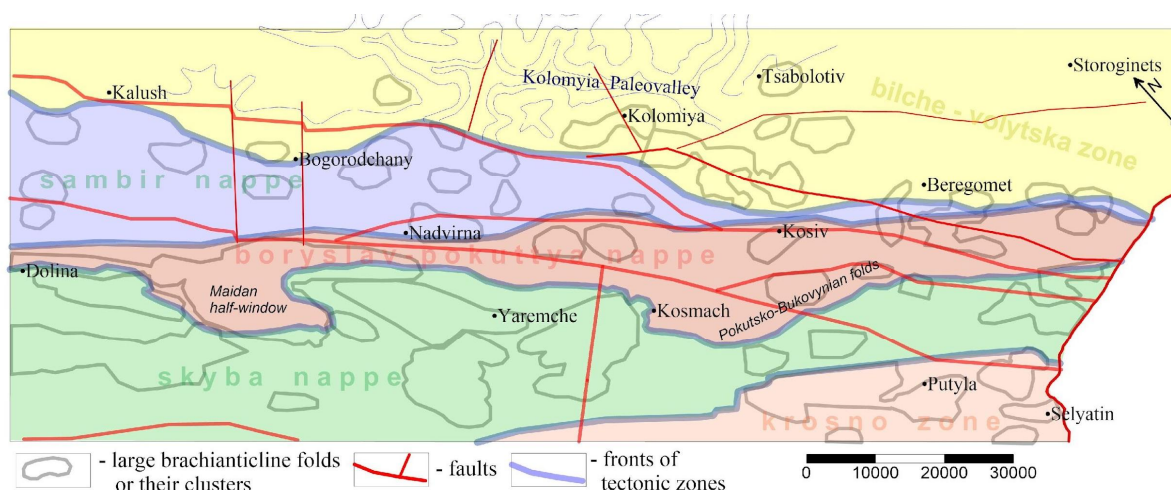 Kolomyia Paleovalley
Tsabolotiv
Storoginets
N
Kalush
Kolomiya
bilche - volytska zone
Bogorodchany
sambir nappe
Beregomet
Nadvirna
Kosiv
boryslav pokuttya nappe
Dolina
Maidan
half-window
Pokutsko-Bukovynian folds
Kosmach
Yaremche
skyba nappe
Putyla
krosno zone
Selyatin
- large brachianticline folds
or their clusters
- faults
- fronts of
tectonic zones
0 10000 20000 30000